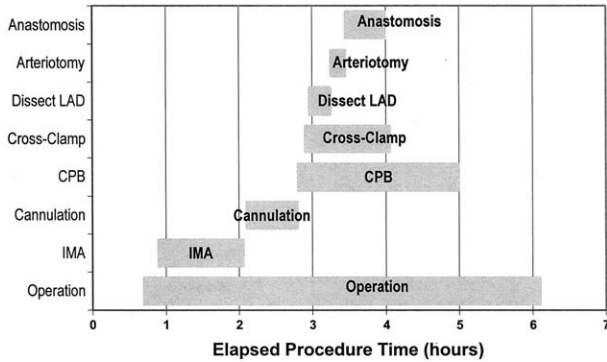 Anastomosis Anastomosis
Arteriotomy Arteriotomy
Dissect LAD Dissect LAD
Cross-Clamp Cross-Clamp
CPB CPB
Cannulation Cannulation
IMA IMA
Operation Operation
0 1 2 3 4 5 6 7
Elapsed Procedure Time (hours)